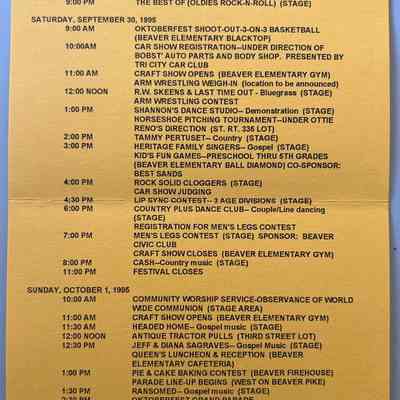 9:00 PM THE BEST OF (OLDIES ROCK-N-ROLL) (STAGE)
SATURDAY, SEPTEMBER 30, 1995
9:00 AM OKTOBERFEST SHOOT-OUT-3-ON-3 BASKETBALL
(BEAVER ELEMENTARY BLACKTOP)
10:00AM CAR SHOW REGISTRATION--UNDER DIRECTION OF
BOBST' AUTO PARTS AND BODY SHOP. PRESENTED BY
TRI CITY CAR CLUB
11:00 AM CRAFT SHOW OPENS (BEAVER ELEMENTARY GYM)
ARM WRESTLING WEIGH-IN (location to be announced)
12:00 NOON R.W. SKEENS & LAST TIME OUT - Bluegrass (STAGE)
ARM WRESTLING CONTEST
1:00 PM SHANNON'S DANCE STUDIO-- Demonstration (STAGE)
HORSESHOE PITCHING TOURNAMENT--UNDER OTTIE
RENO'S DIRECTION (ST. RT. 335 LOT)
2:00 PM TAMMY PERTUSET-- Country (STAGE)
3:00 PM HERITAGE FAMILY SINGERS-- Gospel (STAGE)
KID'S FUN GAMES--PRESCHOOL THRU 5TH GRADES
(BEAVER ELEMENTARY BALL DIAMOND) CO-SPONSOR:
BEST SANDS
4:00 PM ROCK SOLID CLOGGERS (STAGE)
CAR SHOW JUDGING
4:30 PM LIP SYNC CONTEST-- 3 AGE DIVISIONS (STAGE)
6:00 PM COUNTRY PLUS DANCE CLUB-- Couple/Line dancing
(STAGE)
REGISTRATION FOR MEN'S LEGS CONTEST
7:00 PM MEN'S LEGS CONTEST (STAGE) SPONSOR: BEAVER
CIVIC CLUB
CRAFT SHOW CLOSES (BEAVER ELEMENTARY GYM)
8:00 PM CASH--Country music (STAGE)
11:00 PM FESTIVAL CLOSES
SUNDAY, OCTOBER 1, 1995
10:00 AM COMMUNITY WORSHIP SERVICE-OBSERVANCE OF WORLD
WIDE COMMUNION (STAGE AREA)
11:00 AM CRAFT SHOW OPENS (BEAVER ELEMENTARY GYM)
11:30 AM HEADED HOME-- Gospel music (STAGE)
12:00 NOON ANTIQUE TRACTOR PULLS (THIRD STREET LOT)
12:30 PM JEFF & DIANA SAGRAVES-- Gospel Music (STAGE)
QUEEN'S LUNCHEON & RECEPTION (BEAVER
ELEMENTARY CAFETERIA)
1:00 PM PIE & CAKE BAKING CONTEST (BEAVER FIREHOUSE)
PARADE LINE-UP BEGINS (WEST ON BEAVER PIKE)
1:30 PM RANSOMED-- Gospel music (STAGE)
2:30 PM OKTOBERFEST GRAND PARADE